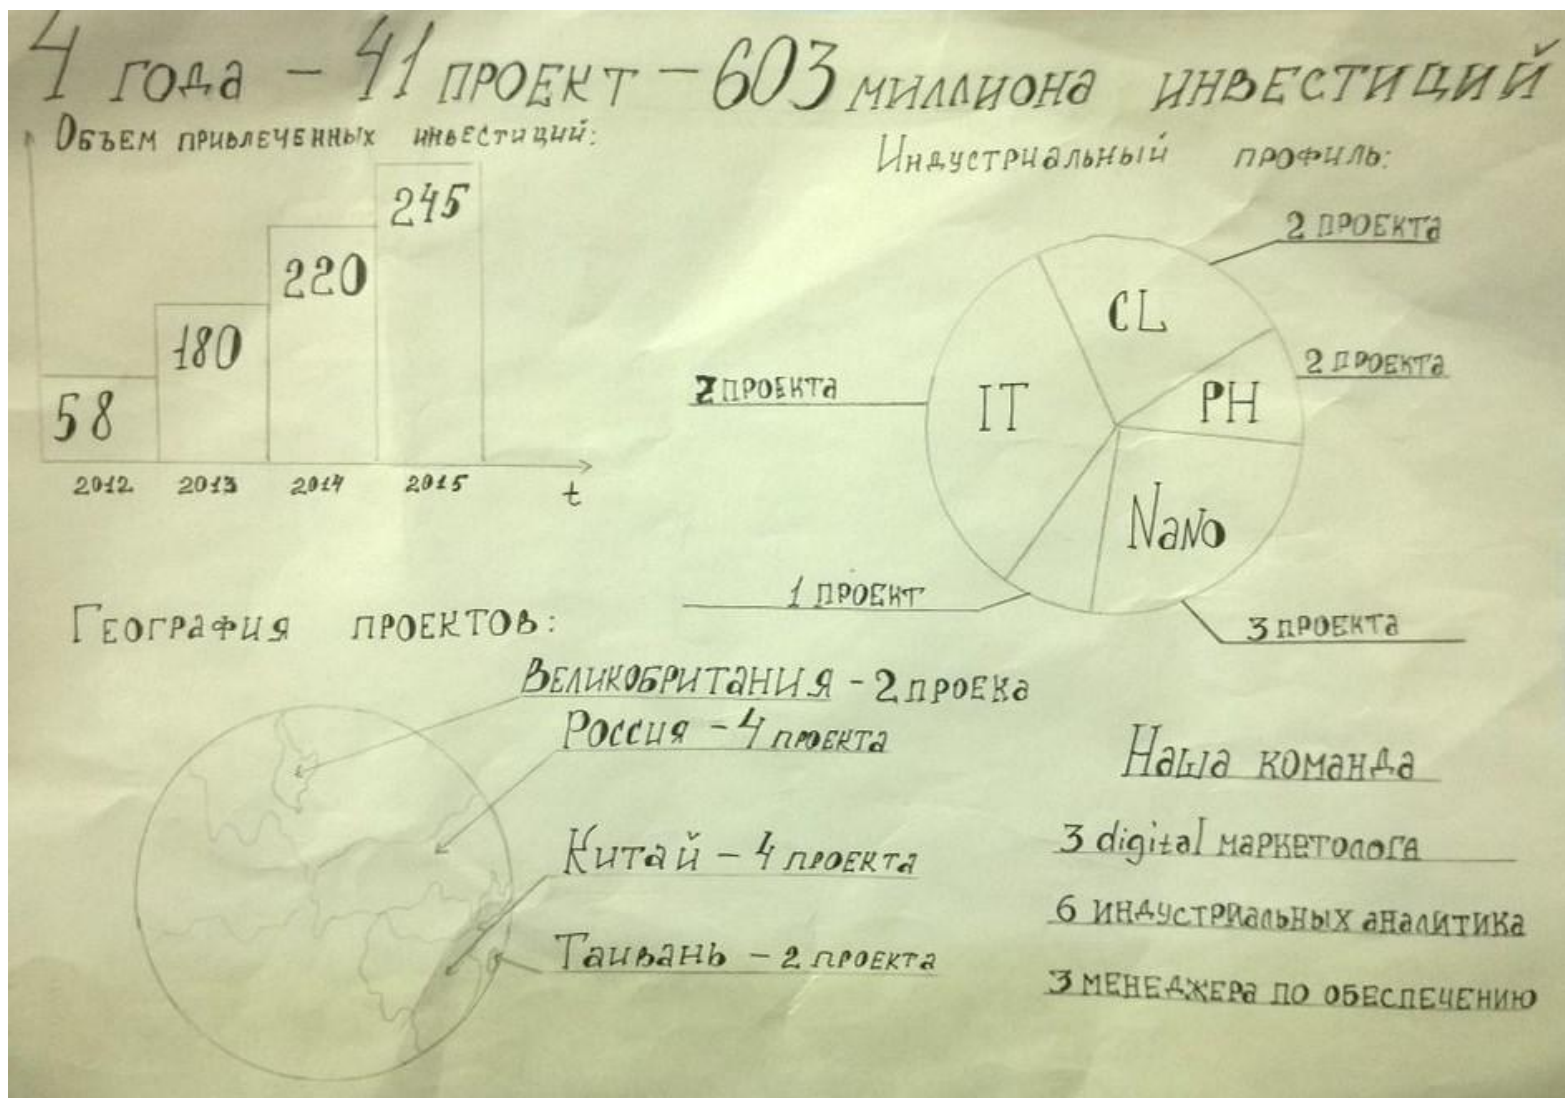 4 года – 41 проект – 603 миллиона инвестиций
Объем привлеченных инвестиций:
245
220
180
58
2012 2013 2014 2015 t
Индустриальный профиль:
2 проекта
CL
2 проекта
PH
2 проекта
IT
Nano
1 проект
3 проекта
География проектов:
Великобритания – 2 проека
Россия – 4 проекта
Китай – 4 проекта
Тайвань – 2 проекта
Наша команда
3 digital маркетолога
6 индустриальных аналитика
3 менеджера по обеспечению